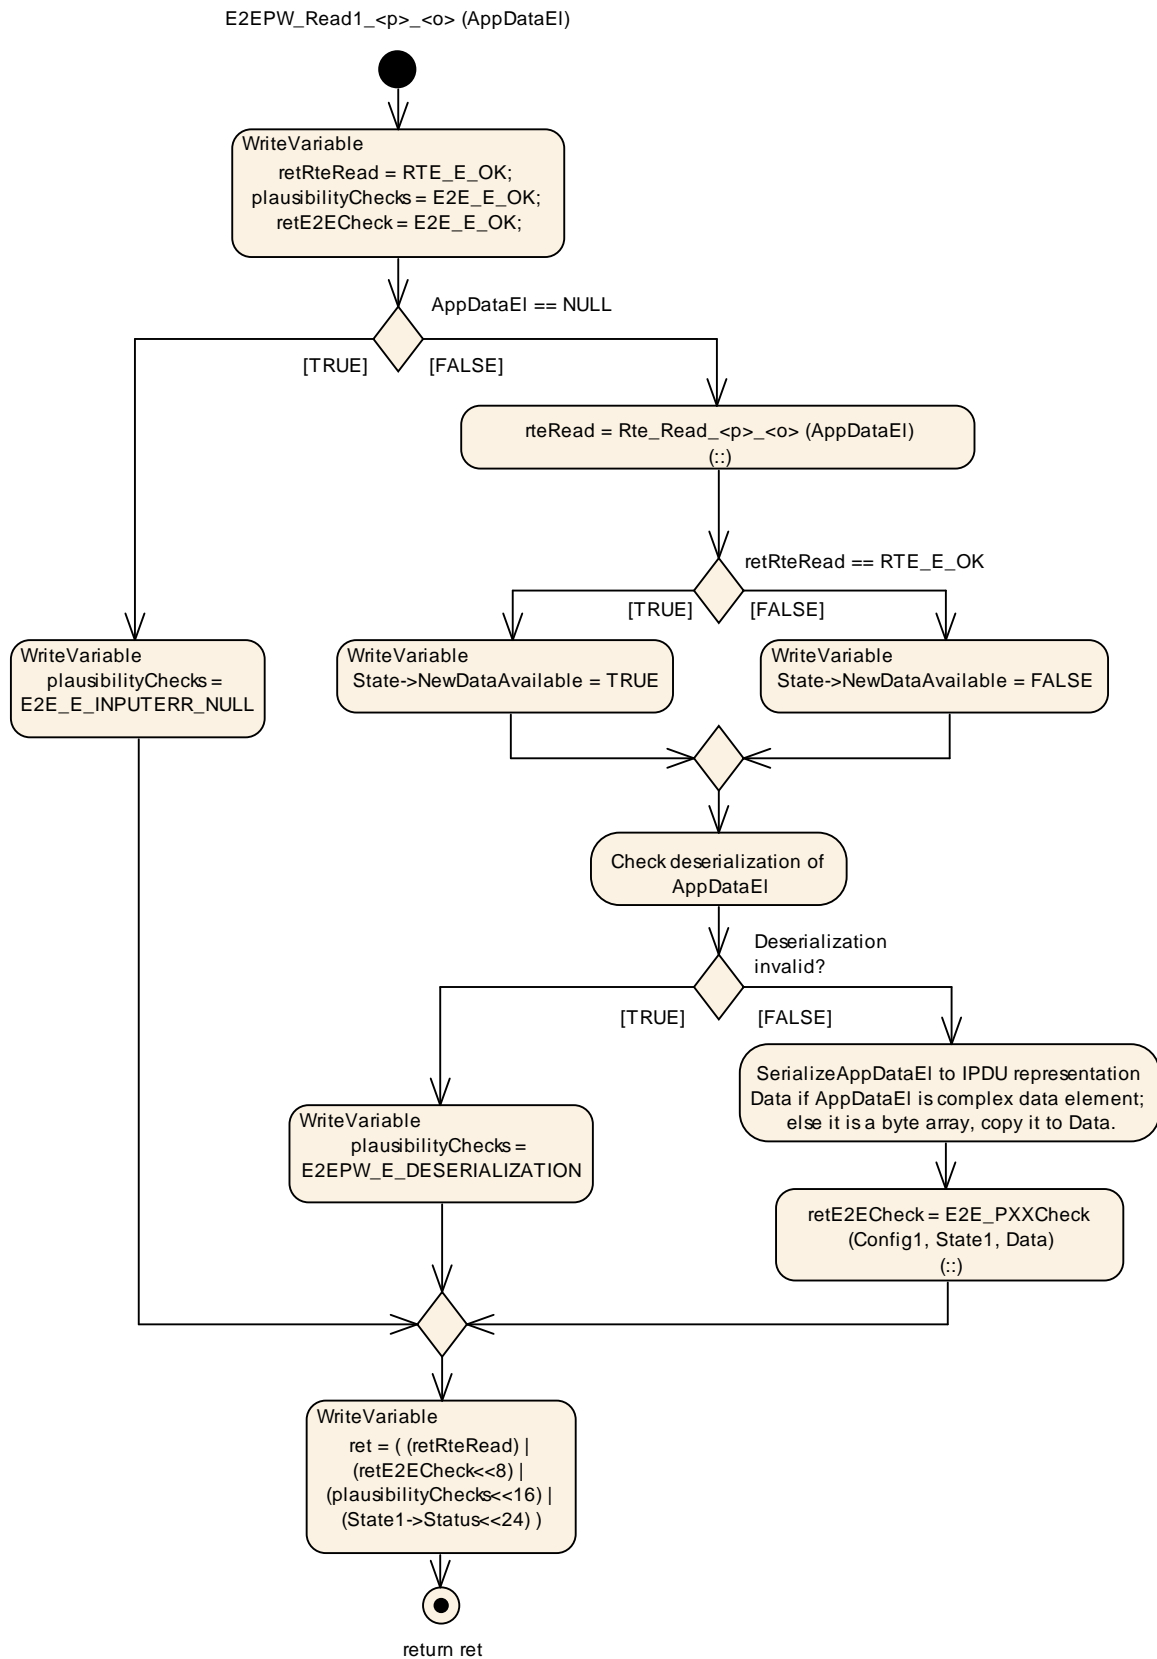 E2EPW_Read1_<p>_<o> (AppDataEl)
WriteVariable
retRteRead = RTE_E_OK;
plausibilityChecks = E2E_E_OK;
retE2ECheck = E2E_E_OK;
AppDataEl == NULL
[TRUE]
[FALSE]
rteRead = Rte_Read_<p>_<o> (AppDataEl)
(::)
retRteRead == RTE_E_OK
[TRUE]
[FALSE]
WriteVariable
plausibilityChecks =
E2E_E_INPUTERR_NULL
WriteVariable
State->NewDataAvailable = TRUE
WriteVariable
State->NewDataAvailable = FALSE
Check deserialization of
AppDataEl
Deserialization
invalid?
[TRUE]
[FALSE]
SerializeAppDataEl to IPDU representation
Data if AppDataEl is complex data element;
else it is a byte array, copy it to Data.
WriteVariable
plausibilityChecks =
E2EPW_E_DESERIALIZATION
retE2ECheck = E2E_PXXCheck
(Config1, State1, Data)
(::)
WriteVariable
ret = ( (retRteRead) |
(retE2ECheck<<8) |
(plausibilityChecks<<16) |
(State1->Status<<24) )
return ret